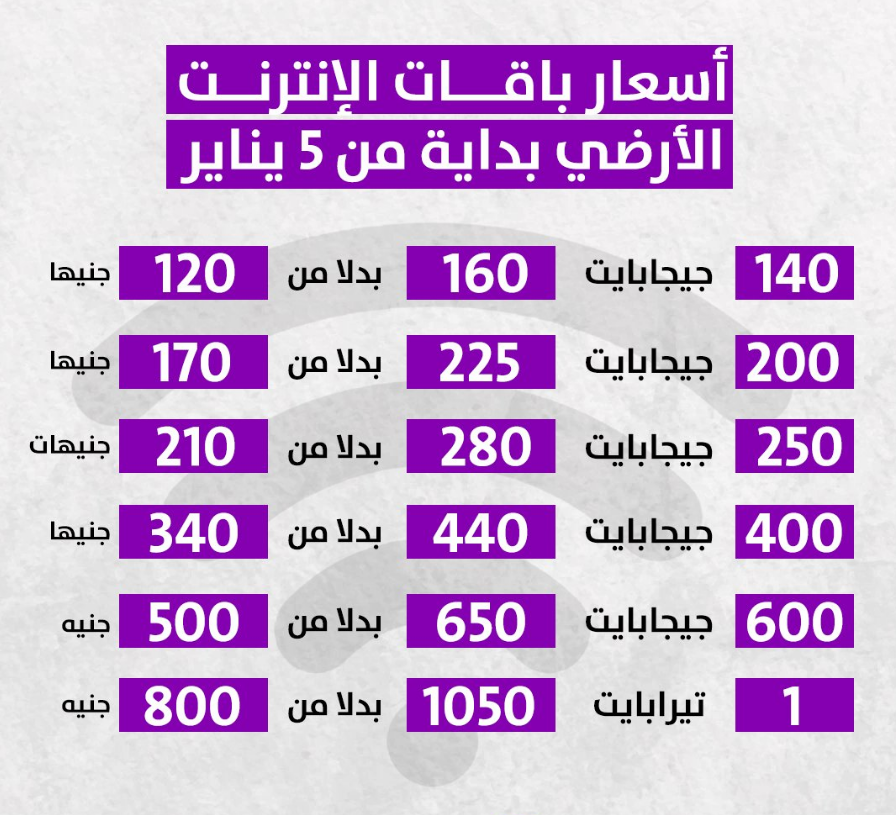 أسعار باقات الإنترنت
الأرضي بداية من 5 يناير
140 جيجابايت 160 بدلا من 120 جنيها
200 جيجابايت 225 بدلا من 170 جنيها
250 جيجابايت 280 بدلا من 210 جنيهات
400 جيجابايت 440 بدلا من 340 جنيها
600 جيجابايت 650 بدلا من 500 جنيه
1 تيرابايت 1050 بدلا من 800 جنيه